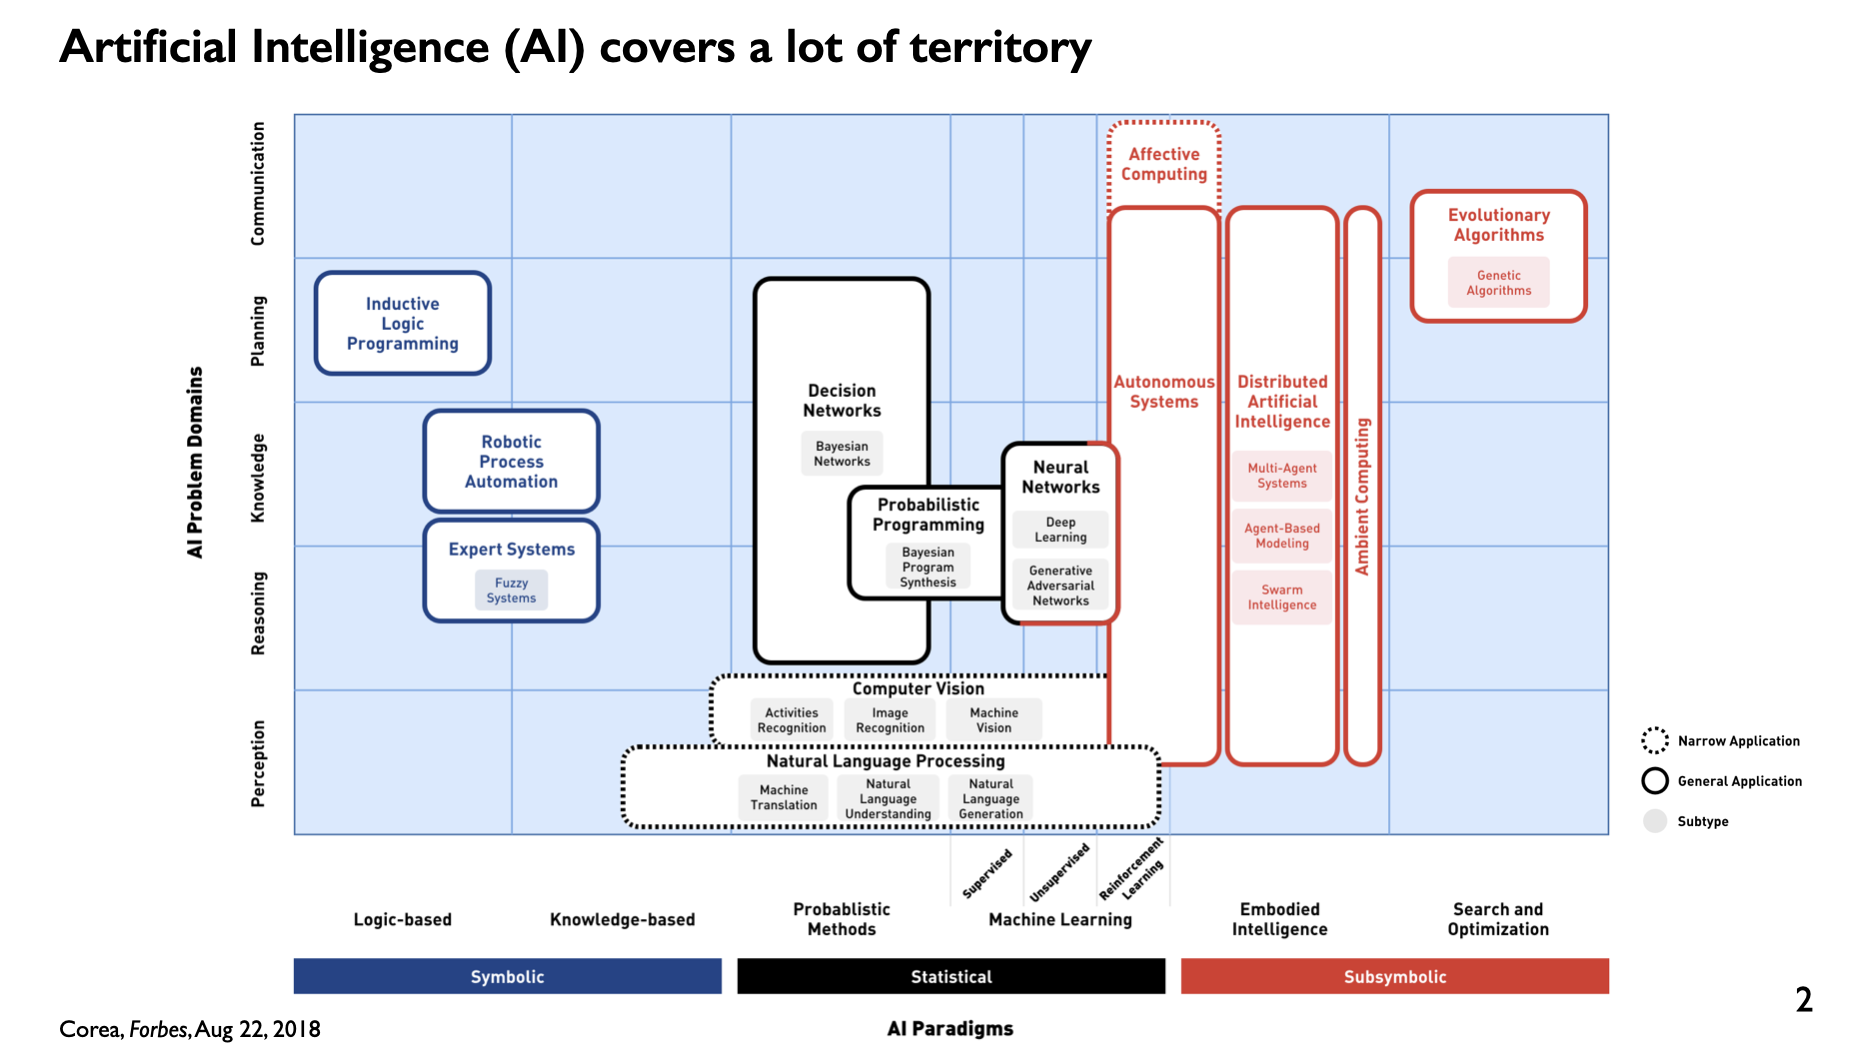 Artificial Intelligence (AI) covers a lot of territory
AI Problem Domains
Communication
Planning
Knowledge
Reasoning
Perception
Inductive
Logic
Programming
Robotic
Process
Automation
Expert Systems
Fuzzy
Systems
Decision
Networks
Bayesian
Networks
Probabilistic
Programming
Bayesian
Program
Synthesis
Neural
Networks
Deep
Learning
Generative
Adversarial
Networks
Computer Vision
Activities
Recognition
Image
Recognition
Machine
Vision
Natural Language Processing
Machine
Translation
Natural
Language
Understanding
Natural
Language
Generation
Affective
Computing
Autonomous
Systems
Distributed
Artificial
Intelligence
Multi-Agent
Systems
Agent-Based
Modeling
Swarm
Intelligence
Ambient Computing
Evolutionary
Algorithms
Genetic
Algorithms
Narrow Application
General Application
Subtype
Supervised
Unsupervised
Reinforcement
Learning
Logic-based
Knowledge-based
Probablistic
Methods
Machine Learning
Embodied
Intelligence
Search and
Optimization
Symbolic
Statistical
Subsymbolic
AI Paradigms
Corea, Forbes, Aug 22, 2018
2